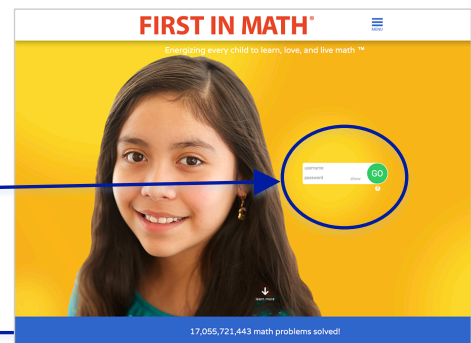 FIRST IN MATH®
MENU
Energizing every child to learn, love, and live math ™
username
password show
GO
?
learn more
17,055,721,443 math problems solved!